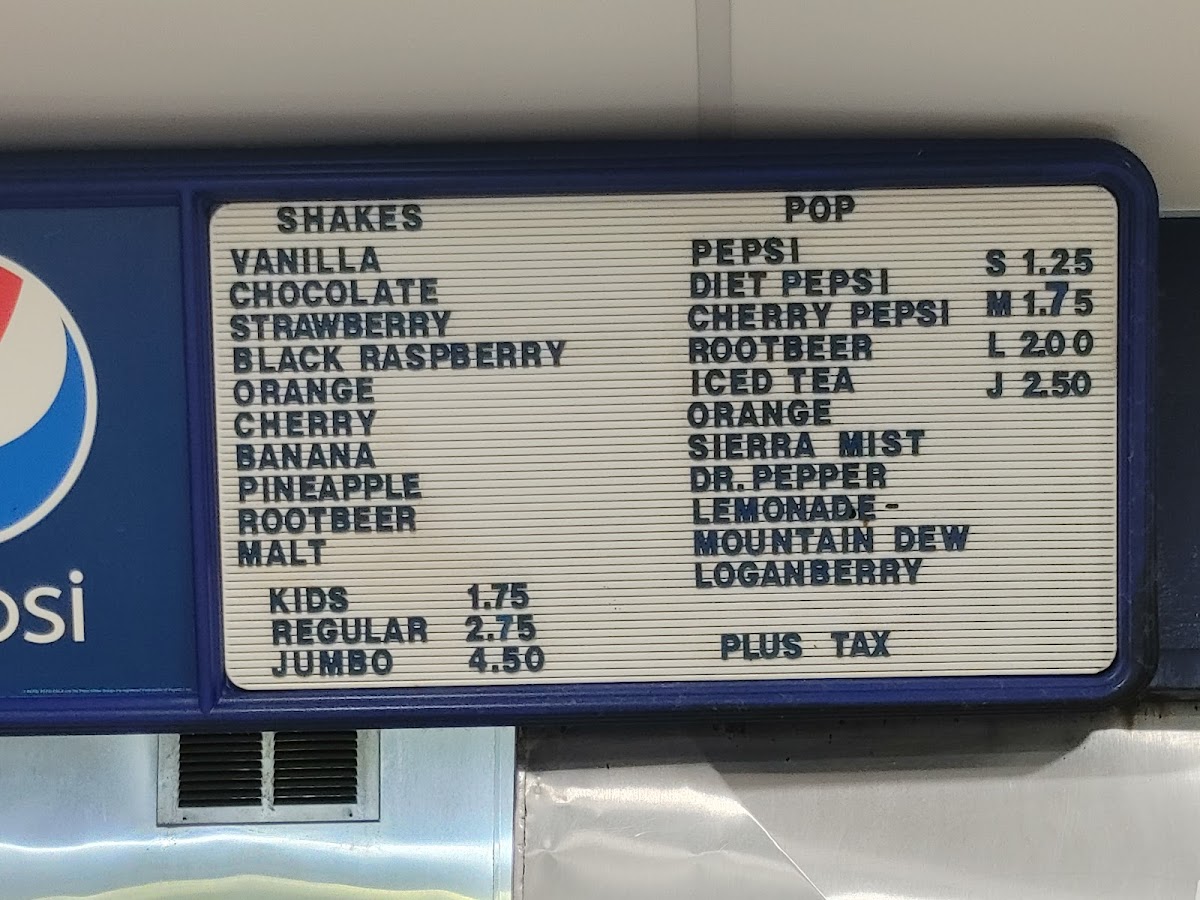 SHAKES
VANILLA
CHOCOLATE
STRAWBERRY
BLACK RASPBERRY
ORANGE
CHERRY
BANANA
PINEAPPLE
ROOTBEER
MALT
KIDS 1.75
REGULAR 2.75
JUMBO 4.50
POP
PEPSI
DIET PEPSI
CHERRY PEPSI
ROOTBEER
ICED TEA
ORANGE
SIERRA MIST
DR. PEPPER
LEMONADE -
MOUNTAIN DEW
LOGANBERRY
S 1.25
M 1.75
L 2.00
J 2.50
PLUS TAX